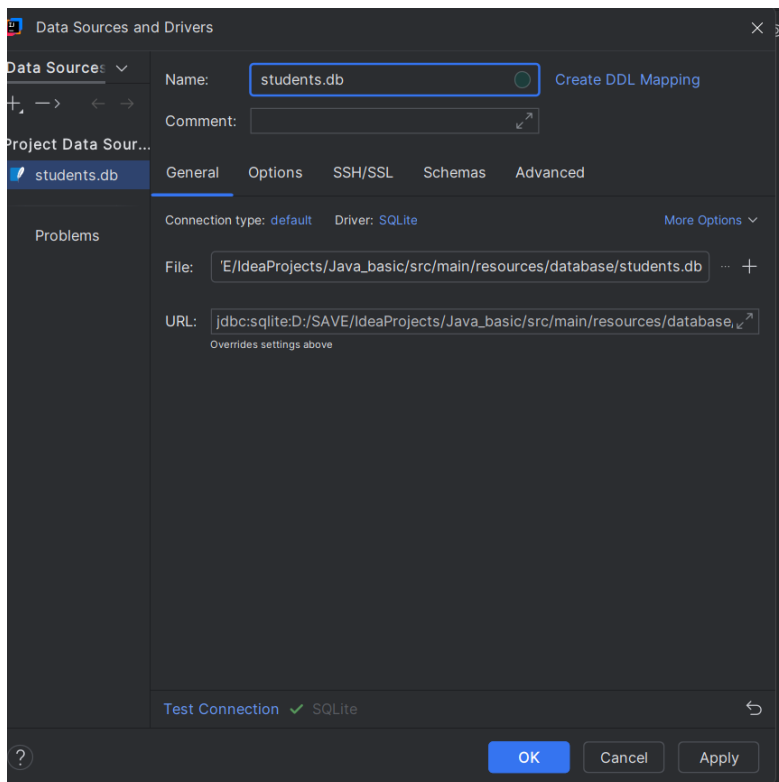 Data Sources and Drivers
Data Sources
Name: students.db Create DDL Mapping
Comment:
Project Data Sour...
students.db
Problems
General Options SSH/SSL Schemas Advanced
Connection type: default Driver: SQLite More Options
File: 'E/IdeaProjects/Java_basic/src/main/resources/database/students.db
URL: jdbc:sqlite:D:/SAVE/IdeaProjects/Java_basic/src/main/resources/database,
Overrides settings above
Test Connection SQLite
? OK Cancel Apply